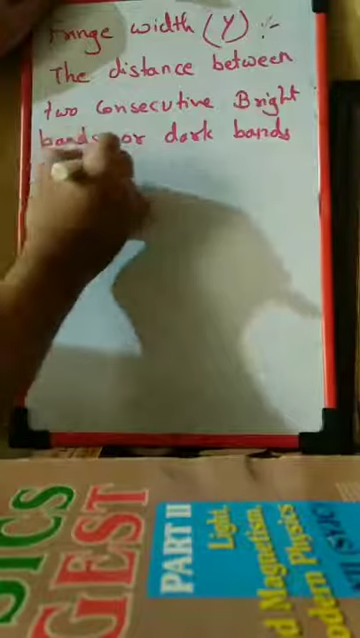 Fringe width (Y) :-
The distance between
two consecutive Bright
bands or dark bands
PART II
Light,
d Magnetism,
odern Physics
SICS
GEST